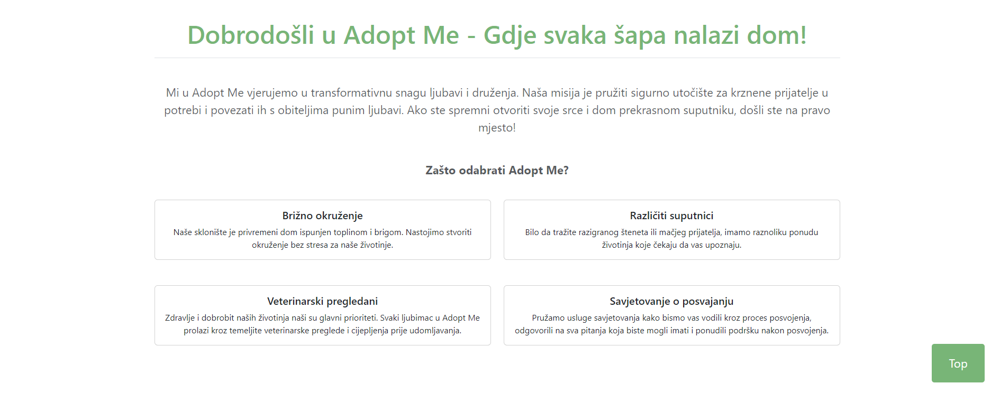 Dobrodošli u Adopt Me - Gdje svaka šapa nalazi dom!
Mi u Adopt Me vjerujemo u transformativnu snagu ljubavi i druženja. Naša misija je pružiti sigurno utočište za krznene prijatelje u
potrebi i povezati ih s obiteljima punim ljubavi. Ako ste spremni otvoriti svoje srce i dom prekrasnom suputniku, došli ste na pravo
mjesto!
Zašto odabrati Adopt Me?
Brižno okruženje
Naše sklonište je privremeni dom ispunjen toplinom i brigom. Nastojimo stvoriti
okruženje bez stresa za naše životinje.
Različiti suputnici
Bilo da tražite razigranog šteneta ili mačjeg prijatelja, imamo raznoliku ponudu
životinja koje čekaju da vas upoznaju.
Veterinarski pregledani
Zdravlje i dobrobit naših životinja naši su glavni prioriteti. Svaki ljubimac u Adopt Me
prolazi kroz temeljite veterinarske preglede i cijepljenja prije udomljavanja.
Savjetovanje o posvajanju
Pružamo usluge savjetovanja kako bismo vas vodili kroz proces posvojenja,
odgovorili na sva pitanja koja biste mogli imati i ponudili podršku nakon posvojenja.
Top